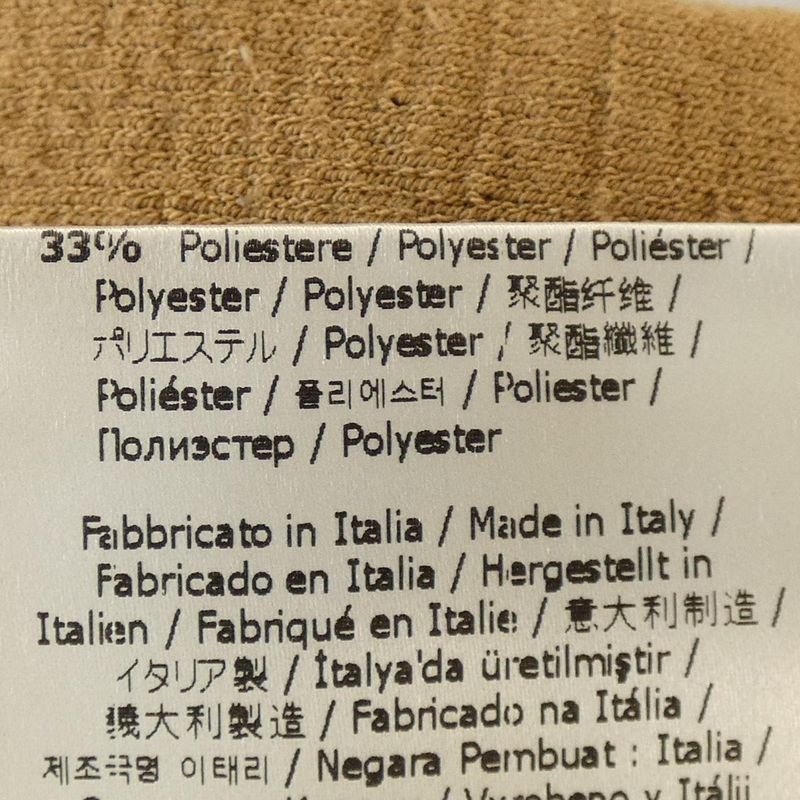 33% Poliestere / Polyester / Poliéster /
Polyester / Polyester / 聚酯纤维 /
ポリエステル / Polyester / 聚酯纖維 /
Poliéster / 폴리에스터 / Poliester /
Полиэстер / Polyester
Fabbricato in Italia / Made in Italy /
Fabricado en Italia / Hergestellt in
Italien / Fabriqué en Italie / 意大利制造 /
イタリア製 / İtalya'da üretilmiştir /
義大利製造 / Fabricado na Itália /
제조국명 이태리 / Negara Pembuat : Italia /
/ Vyrobeno v Itálii